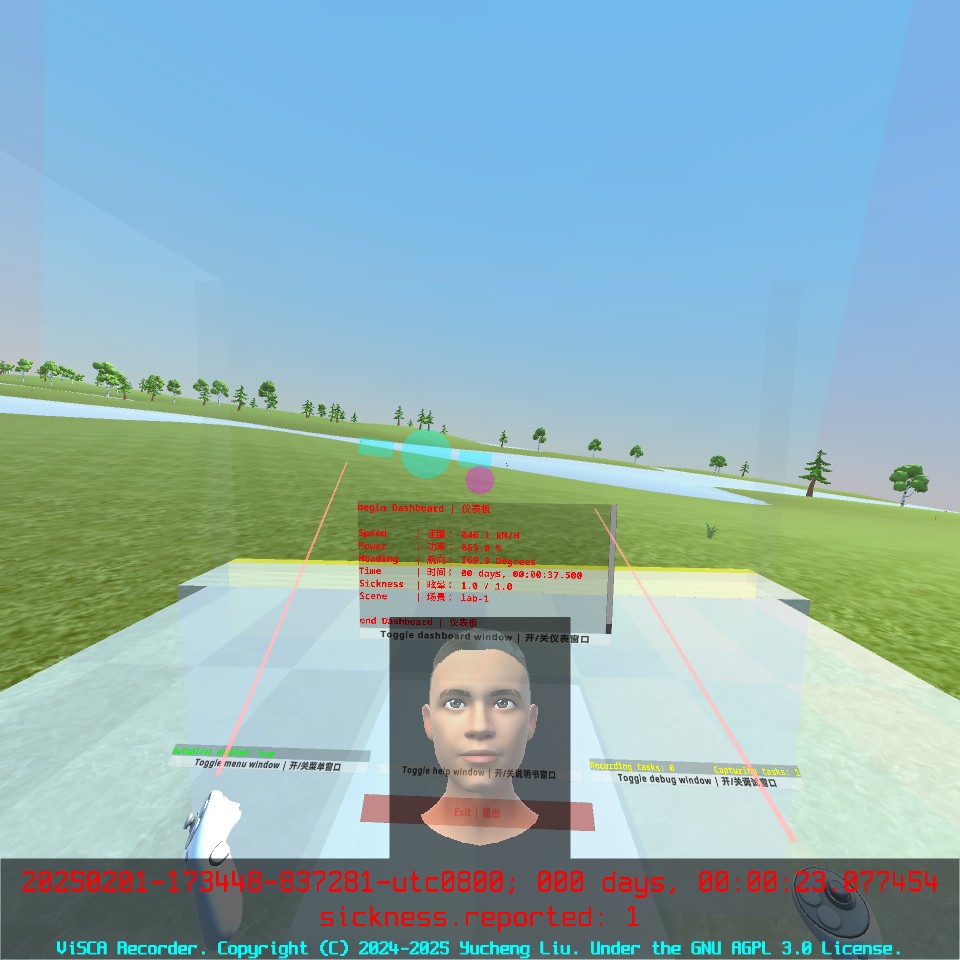 begin Dashboard | 仪表板
Speed | 速度: 046.1 KM/H
Power | 功率: 065.0 %
Heading | 航向: 169.0 Degrees
Time | 时间: 00 days, 00:00:37.500
Sickness | 眩晕: 1.0 / 1.0
Scene | 场景: lab-1
end Dashboard | 仪表板
Toggle dashboard window | 开/关仪表窗口
Toggle menu window | 开/关菜单窗口
Toggle help window | 开/关说明书窗口
Recording tasks: 0 Capturing tasks: 1
Toggle debug window | 开/关调试窗口
Exit | 退出
20250201-173448-837281-utc0800; 000 days, 00:00:23.077454
sickness.reported: 1
ViSCA Recorder. Copyright (C) 2024-2025 Yucheng Liu. Under the GNU AGPL 3.0 License.